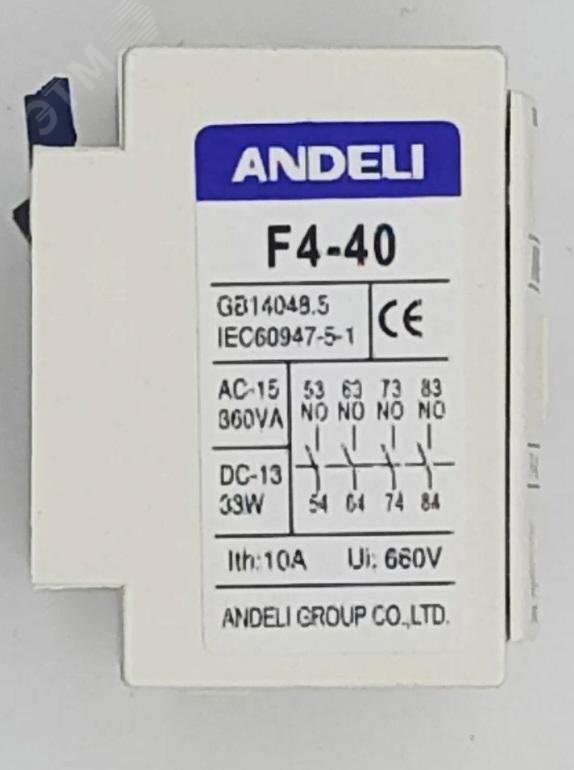 ЭТМ
ANDELI
F4-40
GB14048.5
IEC60947-5-1
CE
AC-15
360VA
53 63 73 83
NO NO NO NO
DC-13
33W
54 64 74 84
Ith: 10A Ui: 660V
ANDELI GROUP CO.,LTD.